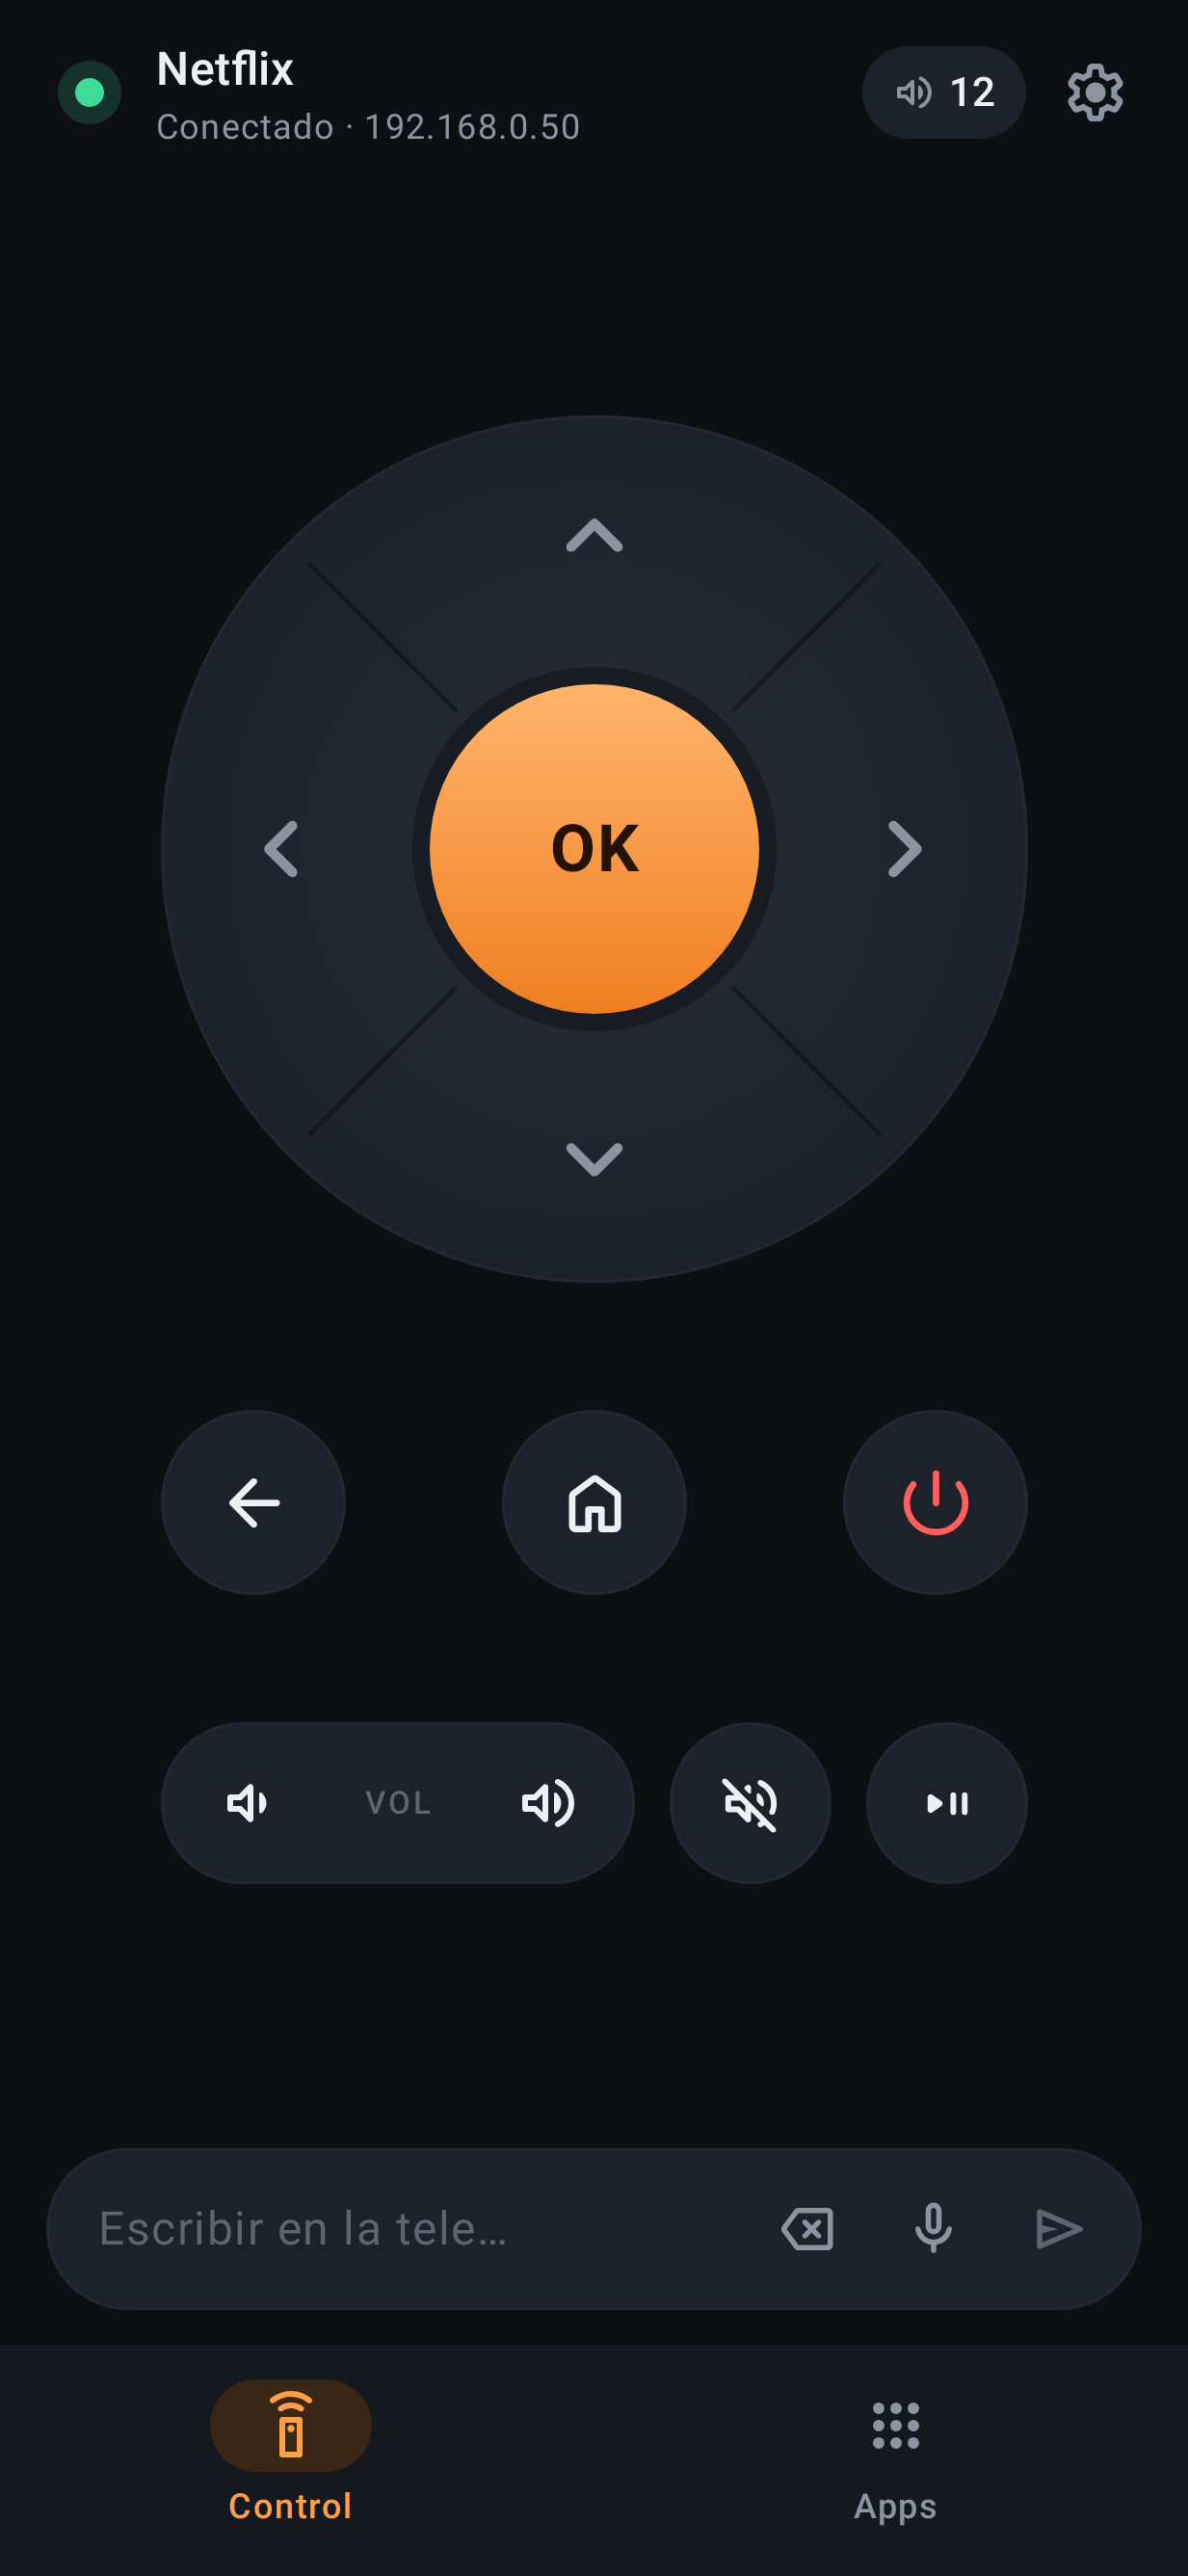 Netflix
Conectado · 192.168.0.50
12
OK
VOL
Escribir en la tele…
Control
Apps